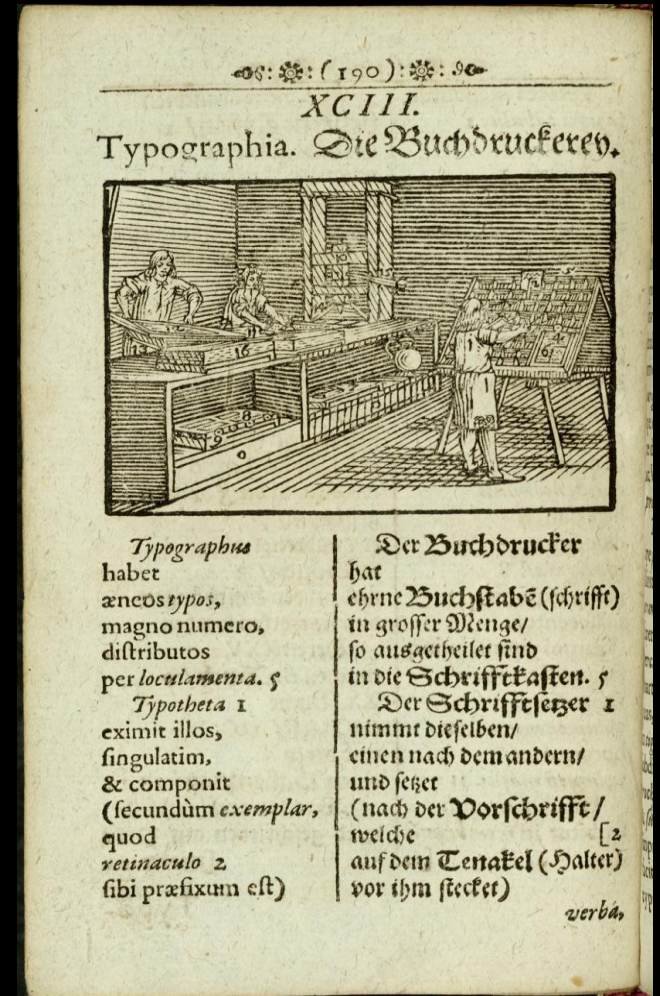 (190)
XCIII.
Typographia. Die Buchdruckerey.
Typographus
habet
æneos typos,
magno numero,
distributos
per loculamenta. 5
Typotheta 1
eximit illos,
singulatim,
& componit
(secundùm exemplar,
quod
retinaculo 2
sibi præfixum est)
Der Buchdrucker
hat
ehrne Buchstabē (schrifft)
in grosser Menge/
so ausgetheilet sind
in die Schrifftkasten. 5
Der Schrifftsetzer 1
nimmt dieselben/
einen nach dem andern/
und setzet
(nach der Vorschrifft/
welche [2
auf dem Tenakel (Halter)
vor ihm stecket)
verba,